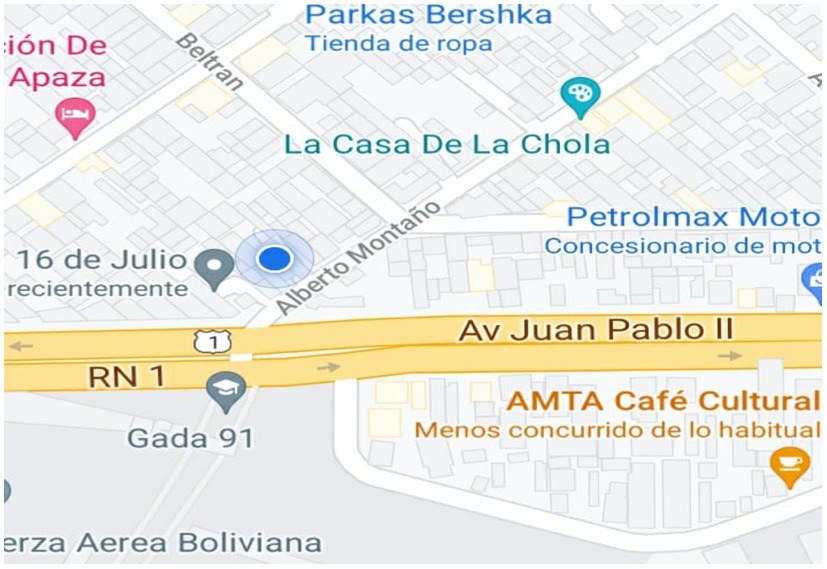 Parkas Bershka
Tienda de ropa
ión De
Apaza
Beltran
La Casa De La Chola
Alberto Montaño
Petrolmax Moto
Concesionario de mot
16 de Julio
recientemente
1
Av Juan Pablo II
RN 1
AMTA Café Cultural
Menos concurrido de lo habitual
Gada 91
erza Aerea Boliviana